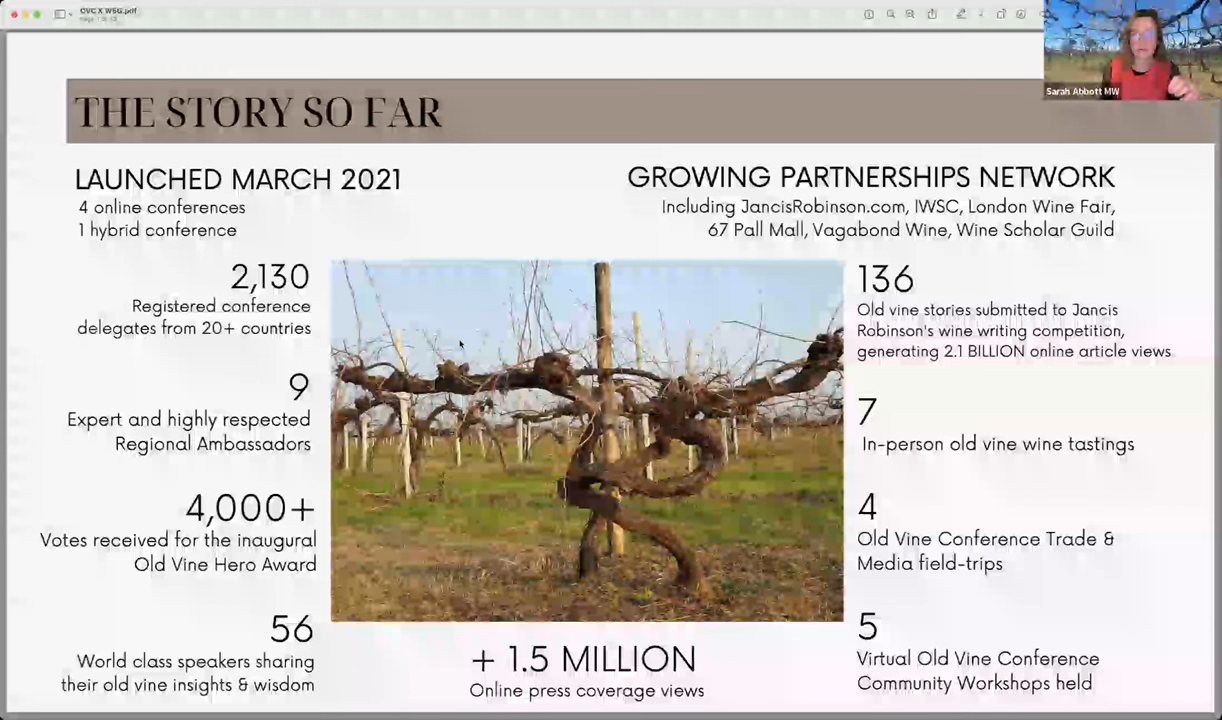 OVC X WSG.pdf
Sarah Abbott MW
THE STORY SO FAR
LAUNCHED MARCH 2021
4 online conferences
1 hybrid conference
GROWING PARTNERSHIPS NETWORK
Including JancisRobinson.com, IWSC, London Wine Fair,
67 Pall Mall, Vagabond Wine, Wine Scholar Guild
2,130
Registered conference
delegates from 20+ countries
9
Expert and highly respected
Regional Ambassadors
4,000+
Votes received for the inaugural
Old Vine Hero Award
56
World class speakers sharing
their old vine insights & wisdom
+ 1.5 MILLION
Online press coverage views
136
Old vine stories submitted to Jancis
Robinson's wine writing competition,
generating 2.1 BILLION online article views
7
In-person old vine wine tastings
4
Old Vine Conference Trade &
Media field-trips
5
Virtual Old Vine Conference
Community Workshops held